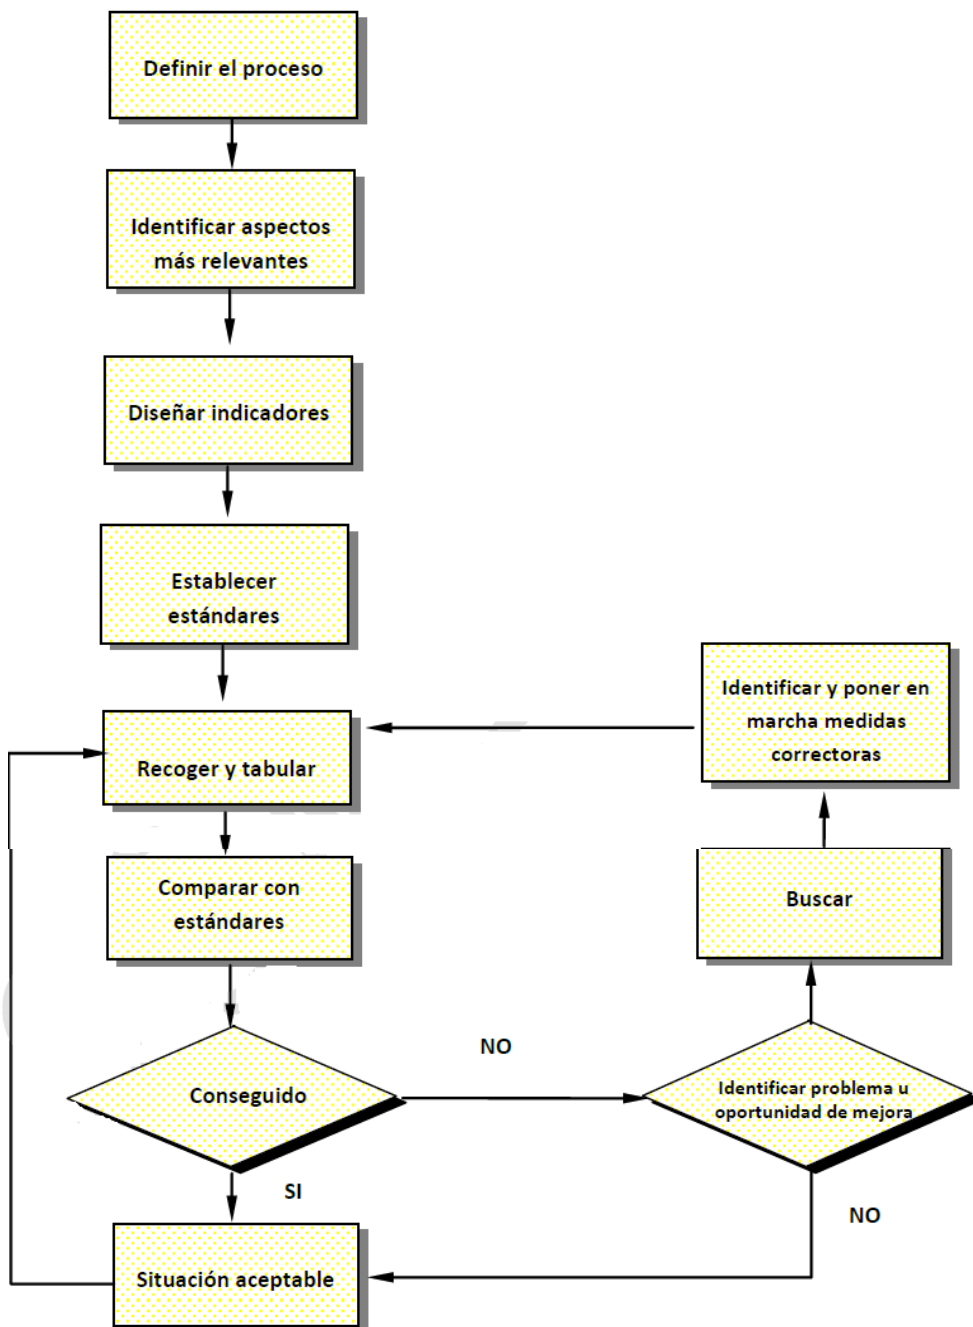 Definir el proceso
Identificar aspectos
más relevantes
Diseñar indicadores
Establecer
estándares
Recoger y tabular
Identificar y poner en
marcha medidas
correctoras
Comparar con
estándares
Buscar
Conseguido
NO
Identificar problema u
oportunidad de mejora
SI
NO
Situación aceptable